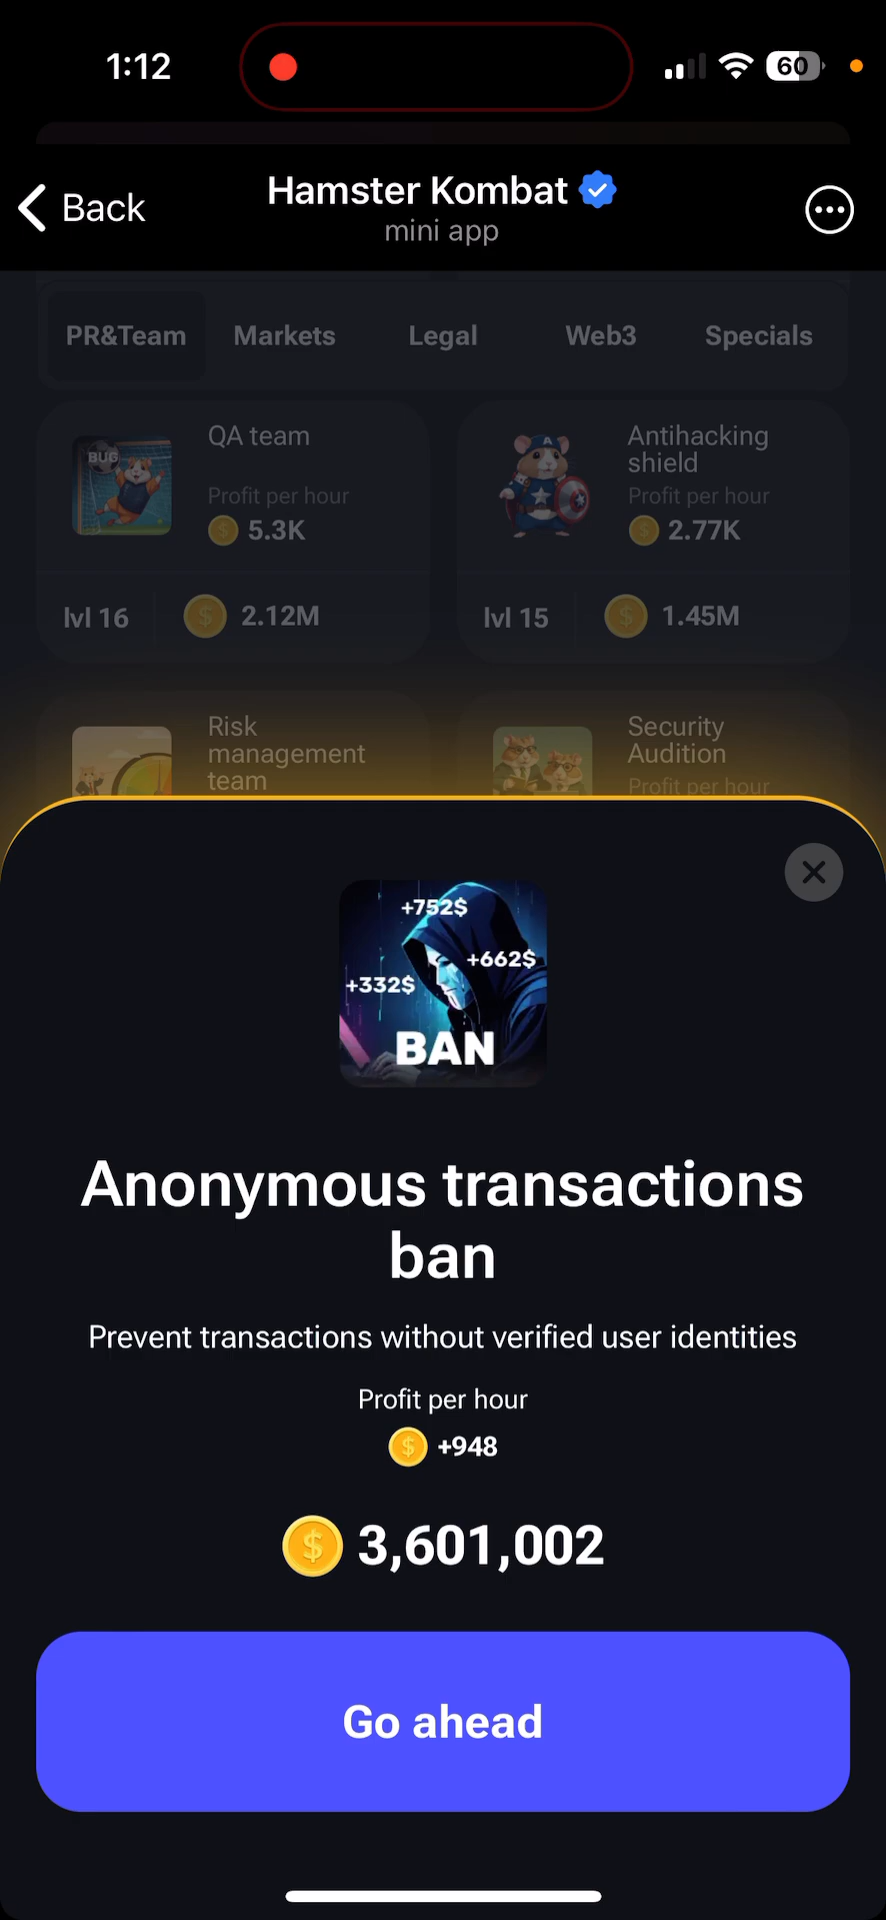 1:12
60
Back
Hamster Kombat
mini app
PR&Team
Markets
Legal
Web3
Specials
BUG
QA team
Profit per hour
$ 5.3K
lvl 16
$ 2.12M
A
Antihacking
shield
Profit per hour
$ 2.77K
lvl 15
$ 1.45M
Risk
management
team
Security
Audition
Profit per hour
+752$
+662$
+332$
BAN
Anonymous transactions
ban
Prevent transactions without verified user identities
Profit per hour
$ +948
$ 3,601,002
Go ahead